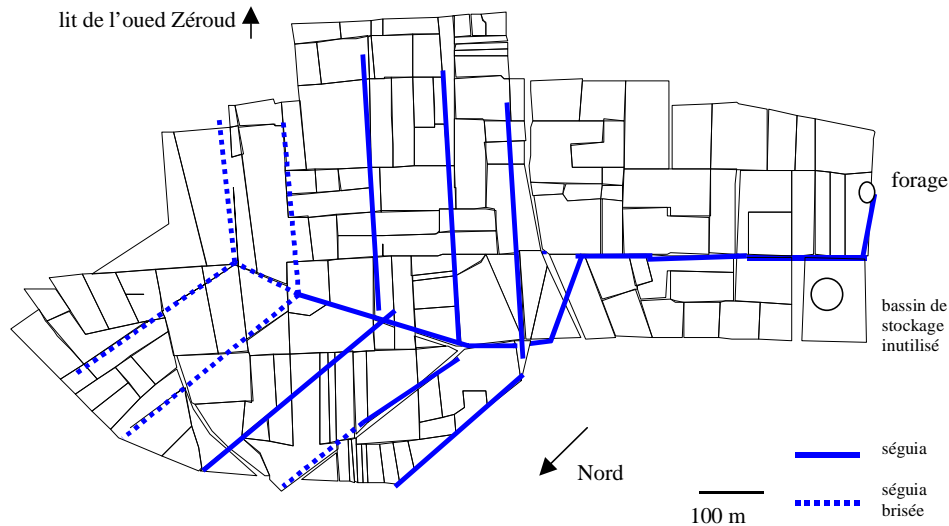 lit de l’oued Zéroud
forage
bassin de
stockage
inutilisé
Nord
séguia
100 m
séguia
brisée